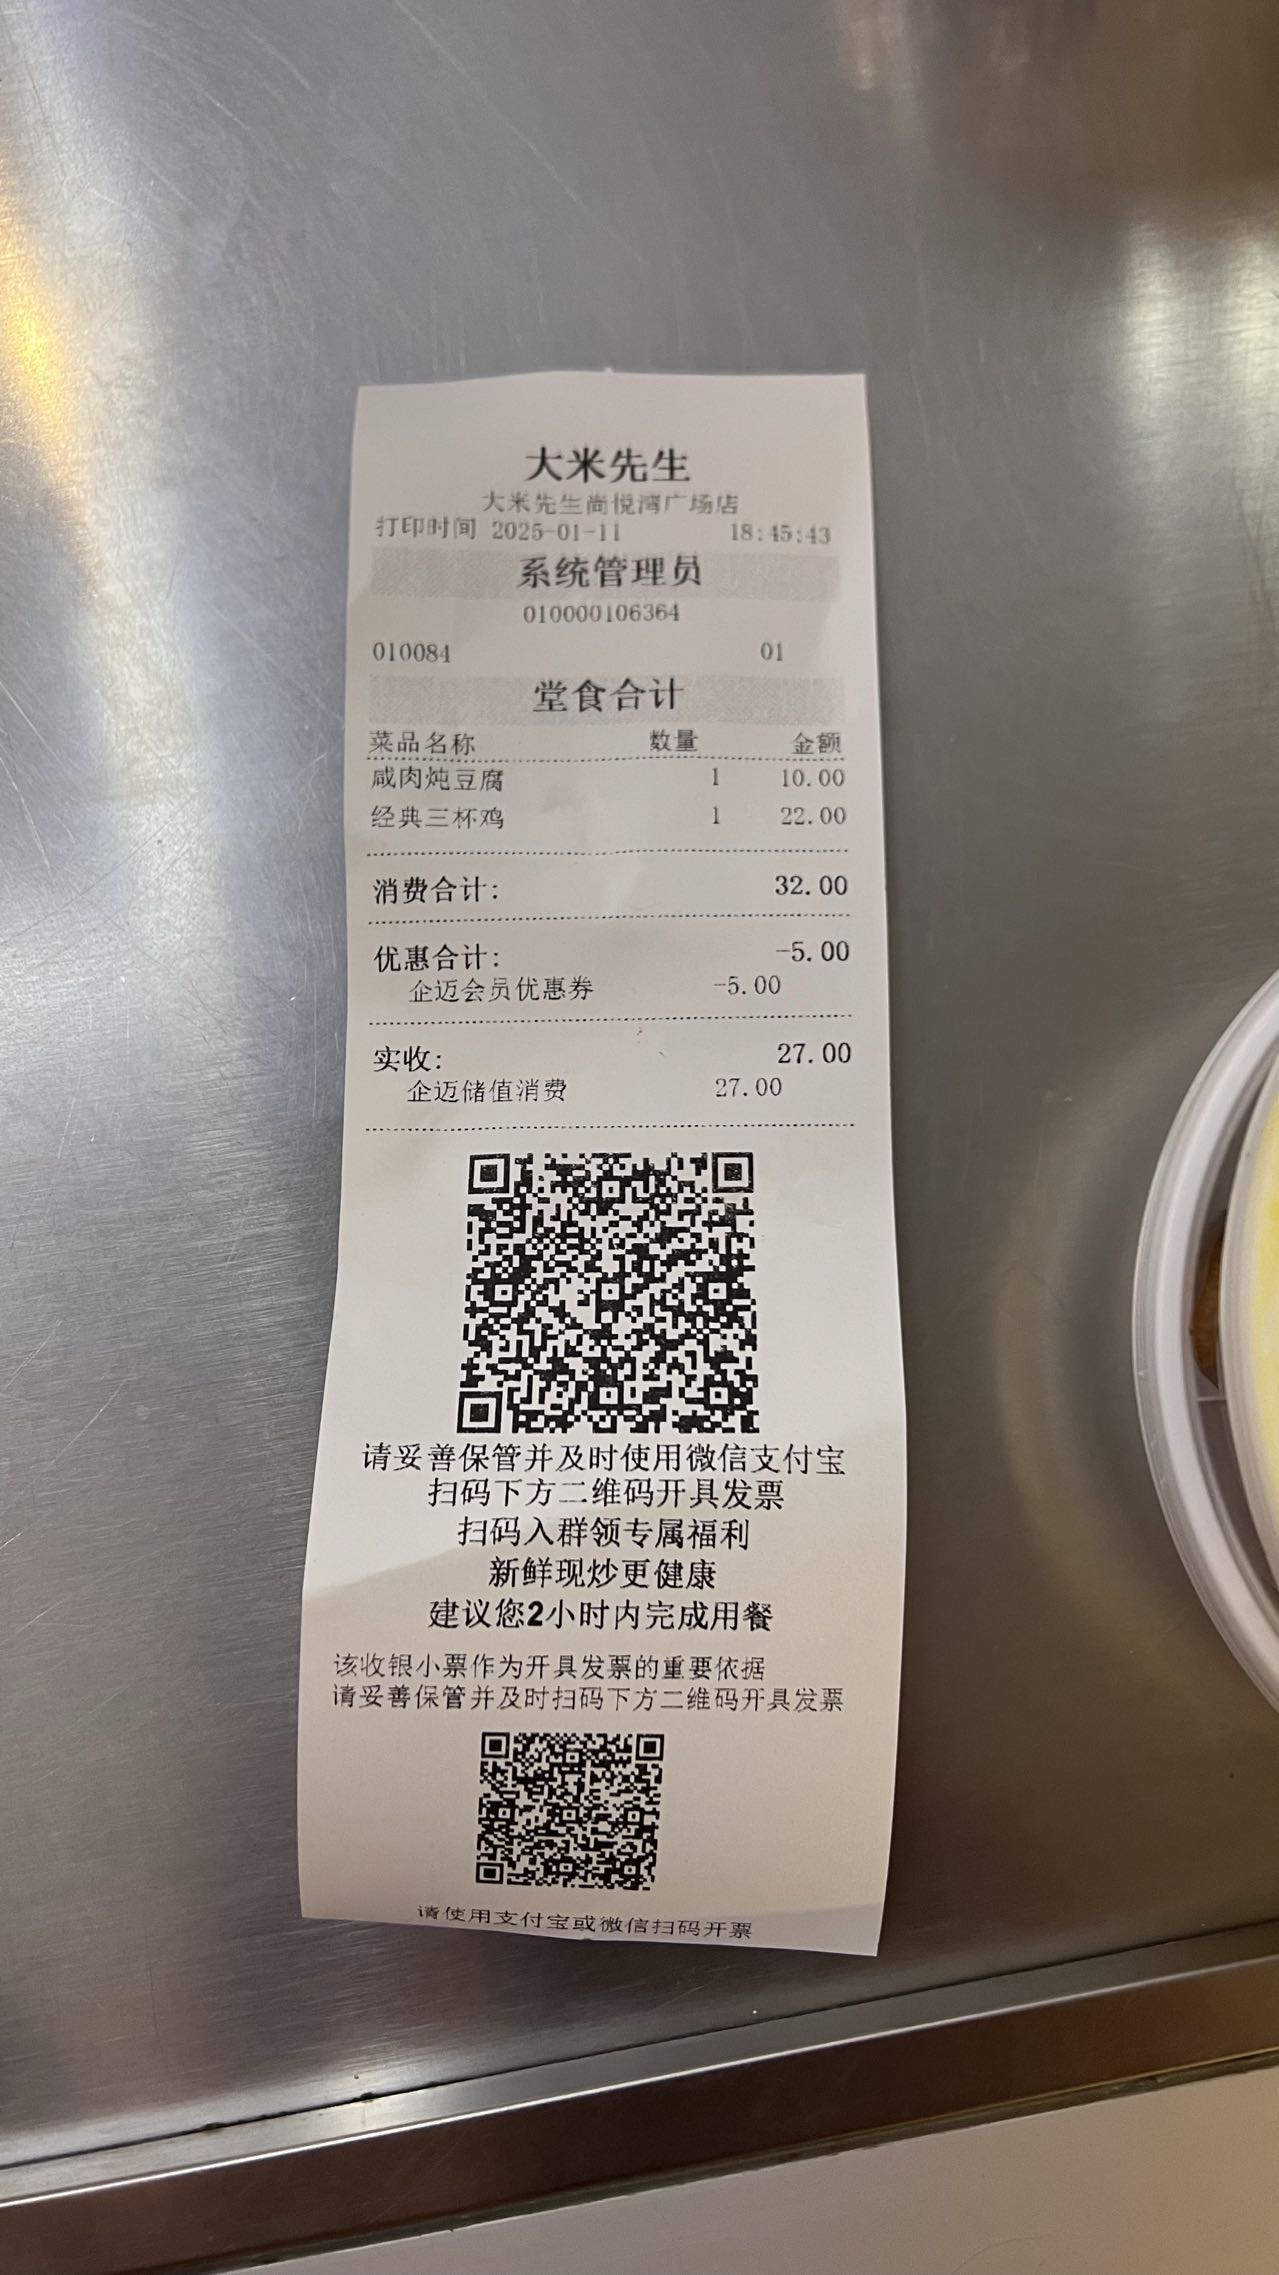 大米先生
大米先生尚悦湾广场店
打印时间 2025-01-11 18:45:43
系统管理员
010000106364
010084 01
堂食合计
菜品名称 数量 金额
咸肉炖豆腐 1 10.00
经典三杯鸡 1 22.00
消费合计: 32.00
优惠合计: -5.00
企迈会员优惠券 -5.00
实收: 27.00
企迈储值消费 27.00
请妥善保管并及时使用微信支付宝
扫码下方二维码开具发票
扫码入群领专属福利
新鲜现炒更健康
建议您2小时内完成用餐
该收银小票作为开具发票的重要依据
请妥善保管并及时扫码下方二维码开具发票
请使用支付宝或微信扫码开票